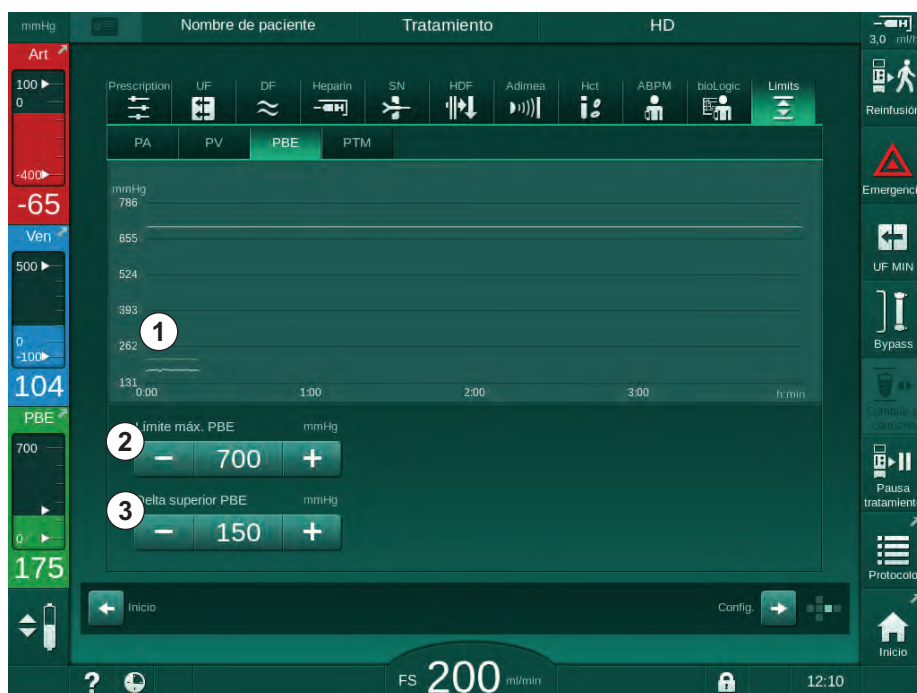 mmHg
Nombre de paciente
Tratamiento
HD
3,0 ml/h
Art
100
0
-400
-65
Ven
500
0
-100
104
PBE
700
0
175
Prescription
UF
DF
Heparin
SN
HDF
Adimea
Hct
ABPM
bioLogic
Limits
PA
PV
PBE
PTM
mmHg
786
655
524
393
262
131
1
0:00
1:00
2:00
3:00
h:min
2
Límite máx. PBE
mmHg
− 700 +
3
Delta superior PBE
mmHg
− 150 +
Inicio
Config.
Reinfusión
Emergenci
UF MIN
Bypass
Cambiar
Pausa
tratamient
Protocolo
Inicio
? FS 200 ml/min
12:10